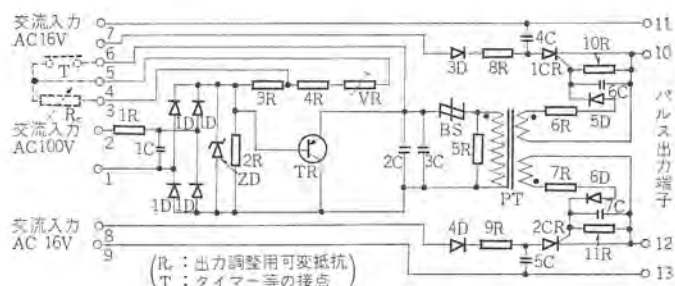 交流入力
AC16V
7
6
T
5
4
Rc
3
交流入力
AC100V
1R
2
1C
1
1D
1D
1D
1D
ZD
2R
3R
4R
VR
TR
2C
3C
BS
5R
PT
3D
8R
4C
1CR
10R
6C
5D
6R
11
10
パルス出力端子
7R
6D
7C
4D
9R
2CR
11R
5C
12
13
交流入力
AC 16V
8
9
Rc：出力調整用可変抵抗
T：タイマー等の接点